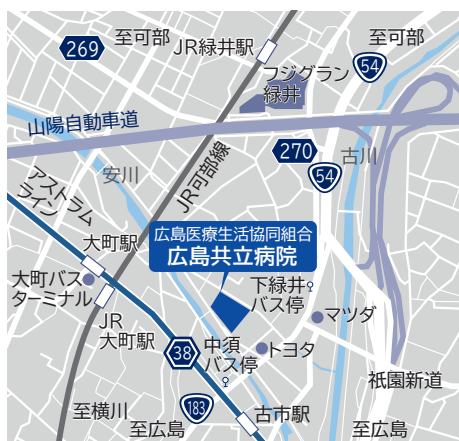 至可部
至可部
269
JR緑井駅
54
フジグラン
緑井
山陽自動車道
JR可部線
270
古川
安川
54
アストラム
ライン
大町駅
広島医療生活協同組合
広島共立病院
大町バス
ターミナル
下緑井
バス停
マツダ
JR
大町駅
38
中須
バス停
トヨタ
祇園新道
至横川
183
至広島
古市駅
至広島